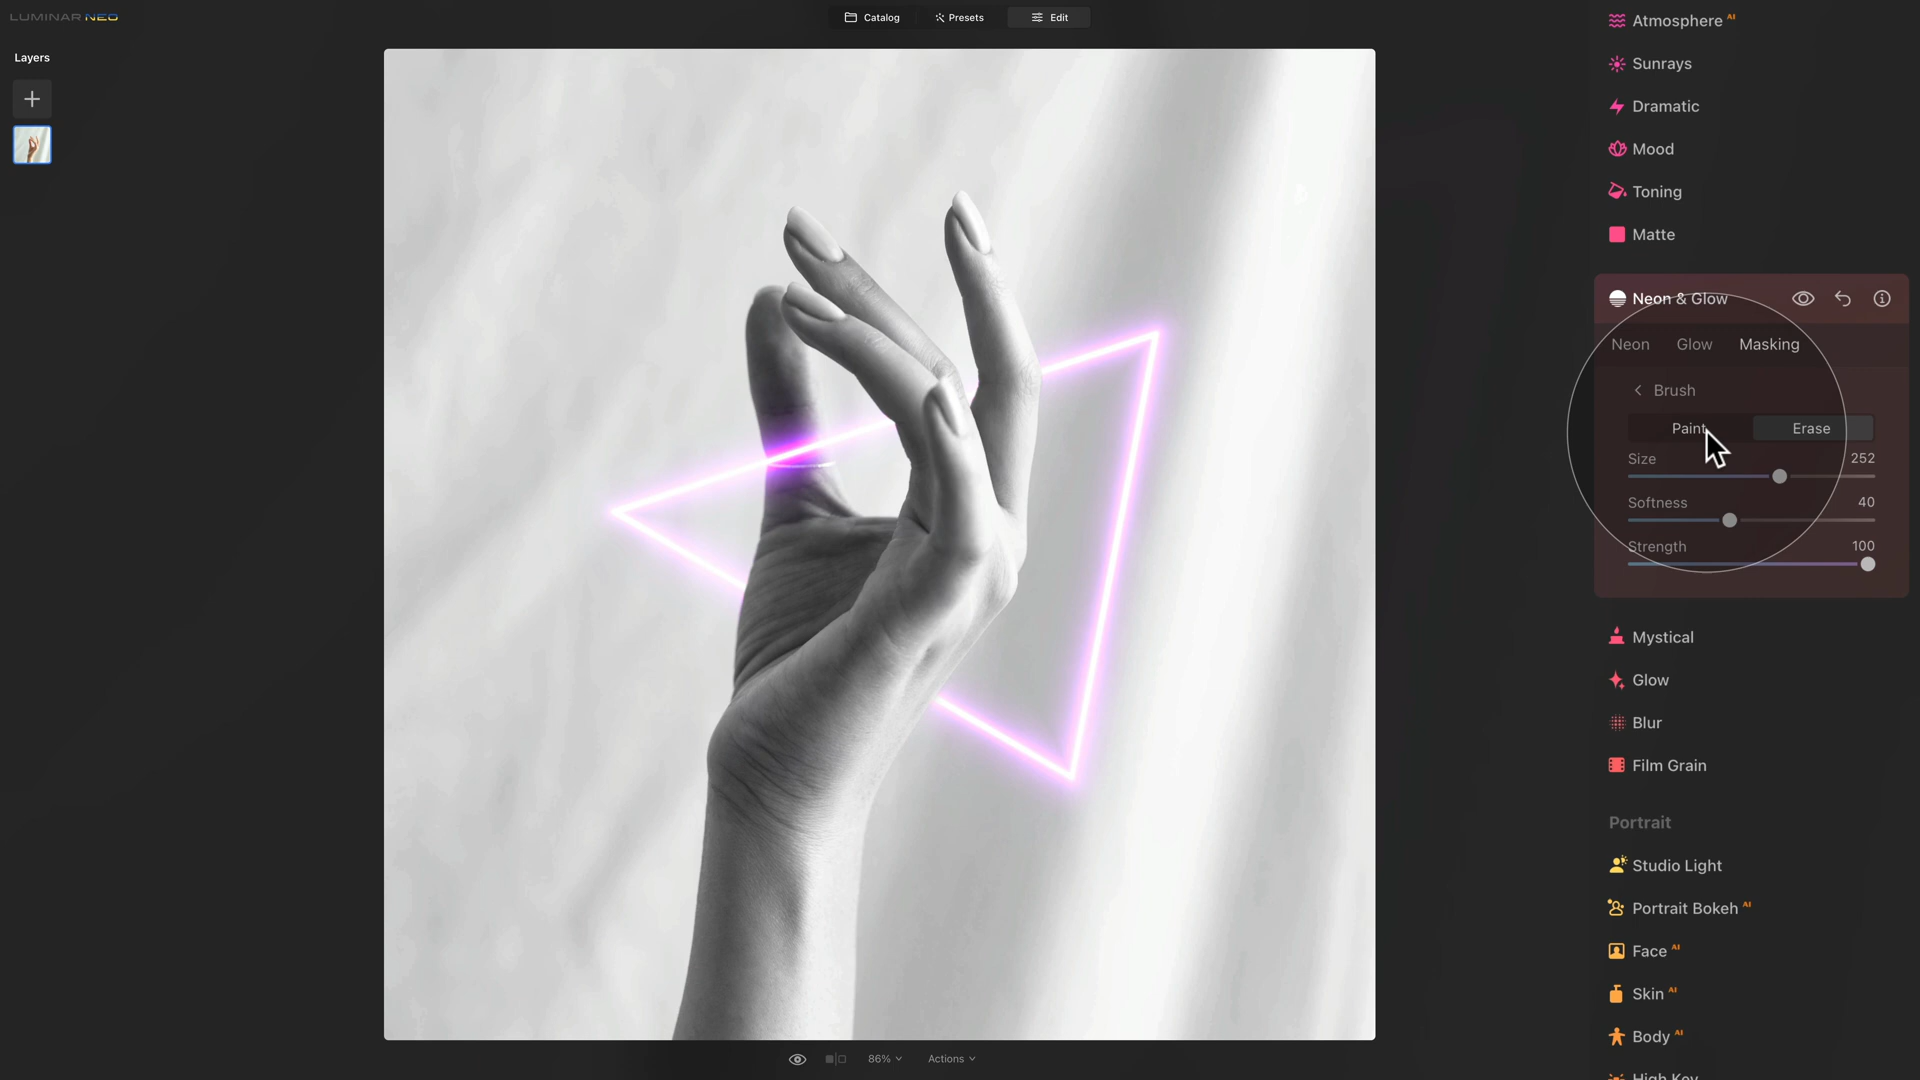 LUMINAR NEO
Catalog
Presets
Edit
Layers
Atmosphere AI
Sunrays
Dramatic
Mood
Toning
Matte
Neon & Glow
Neon Glow Masking
Brush
Paint Erase
Size 252
Softness 40
Strength 100
Mystical
Glow
Blur
Film Grain
Portrait
Studio Light
Portrait Bokeh AI
Face AI
Skin AI
Body AI
High Key
86%
Actions